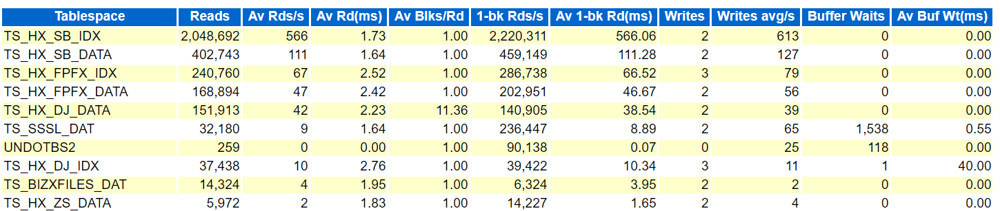 Tablespace Reads Av Rds/s Av Rd(ms) Av Blks/Rd 1-bk Rds/s Av 1-bk Rd(ms) Writes Writes avg/s Buffer Waits Av Buf Wt(ms)
TS_HX_SB_IDX 2,048,692 566 1.73 1.00 2,220,311 566.06 2 613 0 0.00
TS_HX_SB_DATA 402,743 111 1.64 1.00 459,149 111.28 2 127 0 0.00
TS_HX_FPFX_IDX 240,760 67 2.52 1.00 286,738 66.52 3 79 0 0.00
TS_HX_FPFX_DATA 168,894 47 2.42 1.00 202,951 46.67 2 56 0 0.00
TS_HX_DJ_DATA 151,913 42 2.23 11.36 140,905 38.54 2 39 0 0.00
TS_SSSL_DAT 32,180 9 1.64 1.00 236,447 8.89 2 65 1,538 0.55
UNDOTBS2 259 0 0.00 1.00 90,138 0.07 0 25 118 0.00
TS_HX_DJ_IDX 37,438 10 2.76 1.00 39,422 10.34 3 11 1 40.00
TS_BIZXFILES_DAT 14,324 4 1.95 1.00 6,324 3.95 2 2 0 0.00
TS_HX_ZS_DATA 5,972 2 1.83 1.00 14,227 1.65 2 4 0 0.00